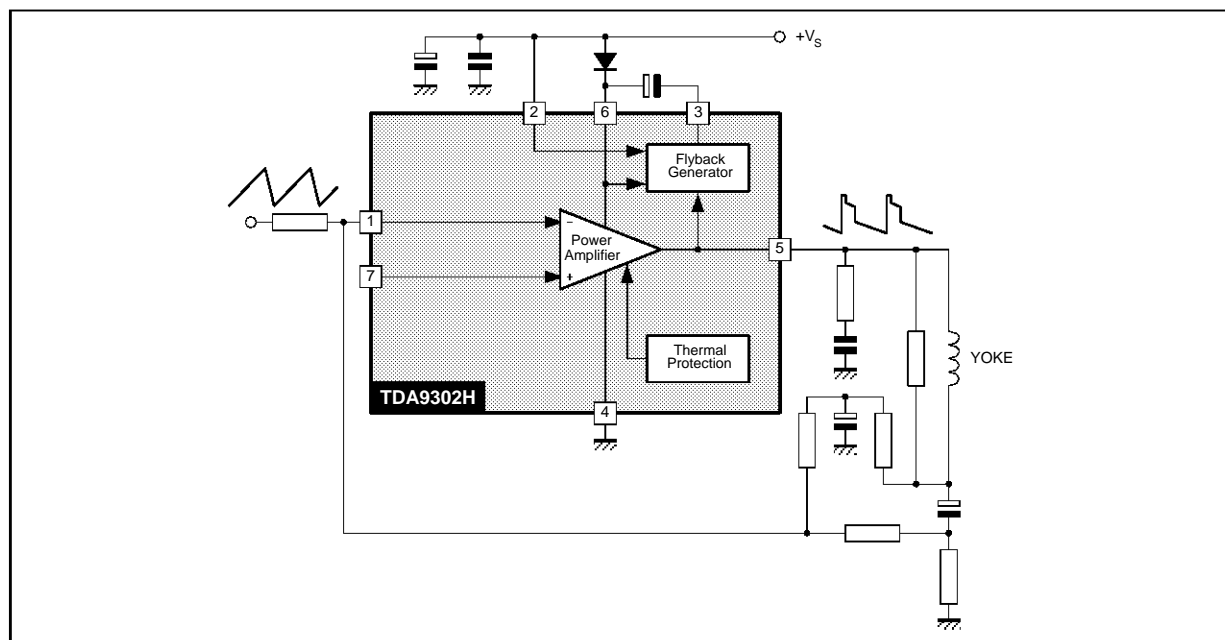 +VS
2
6
3
Flyback
Generator
1
−
Power
Amplifier
5
7
+
Thermal
Protection
YOKE
TDA9302H
4